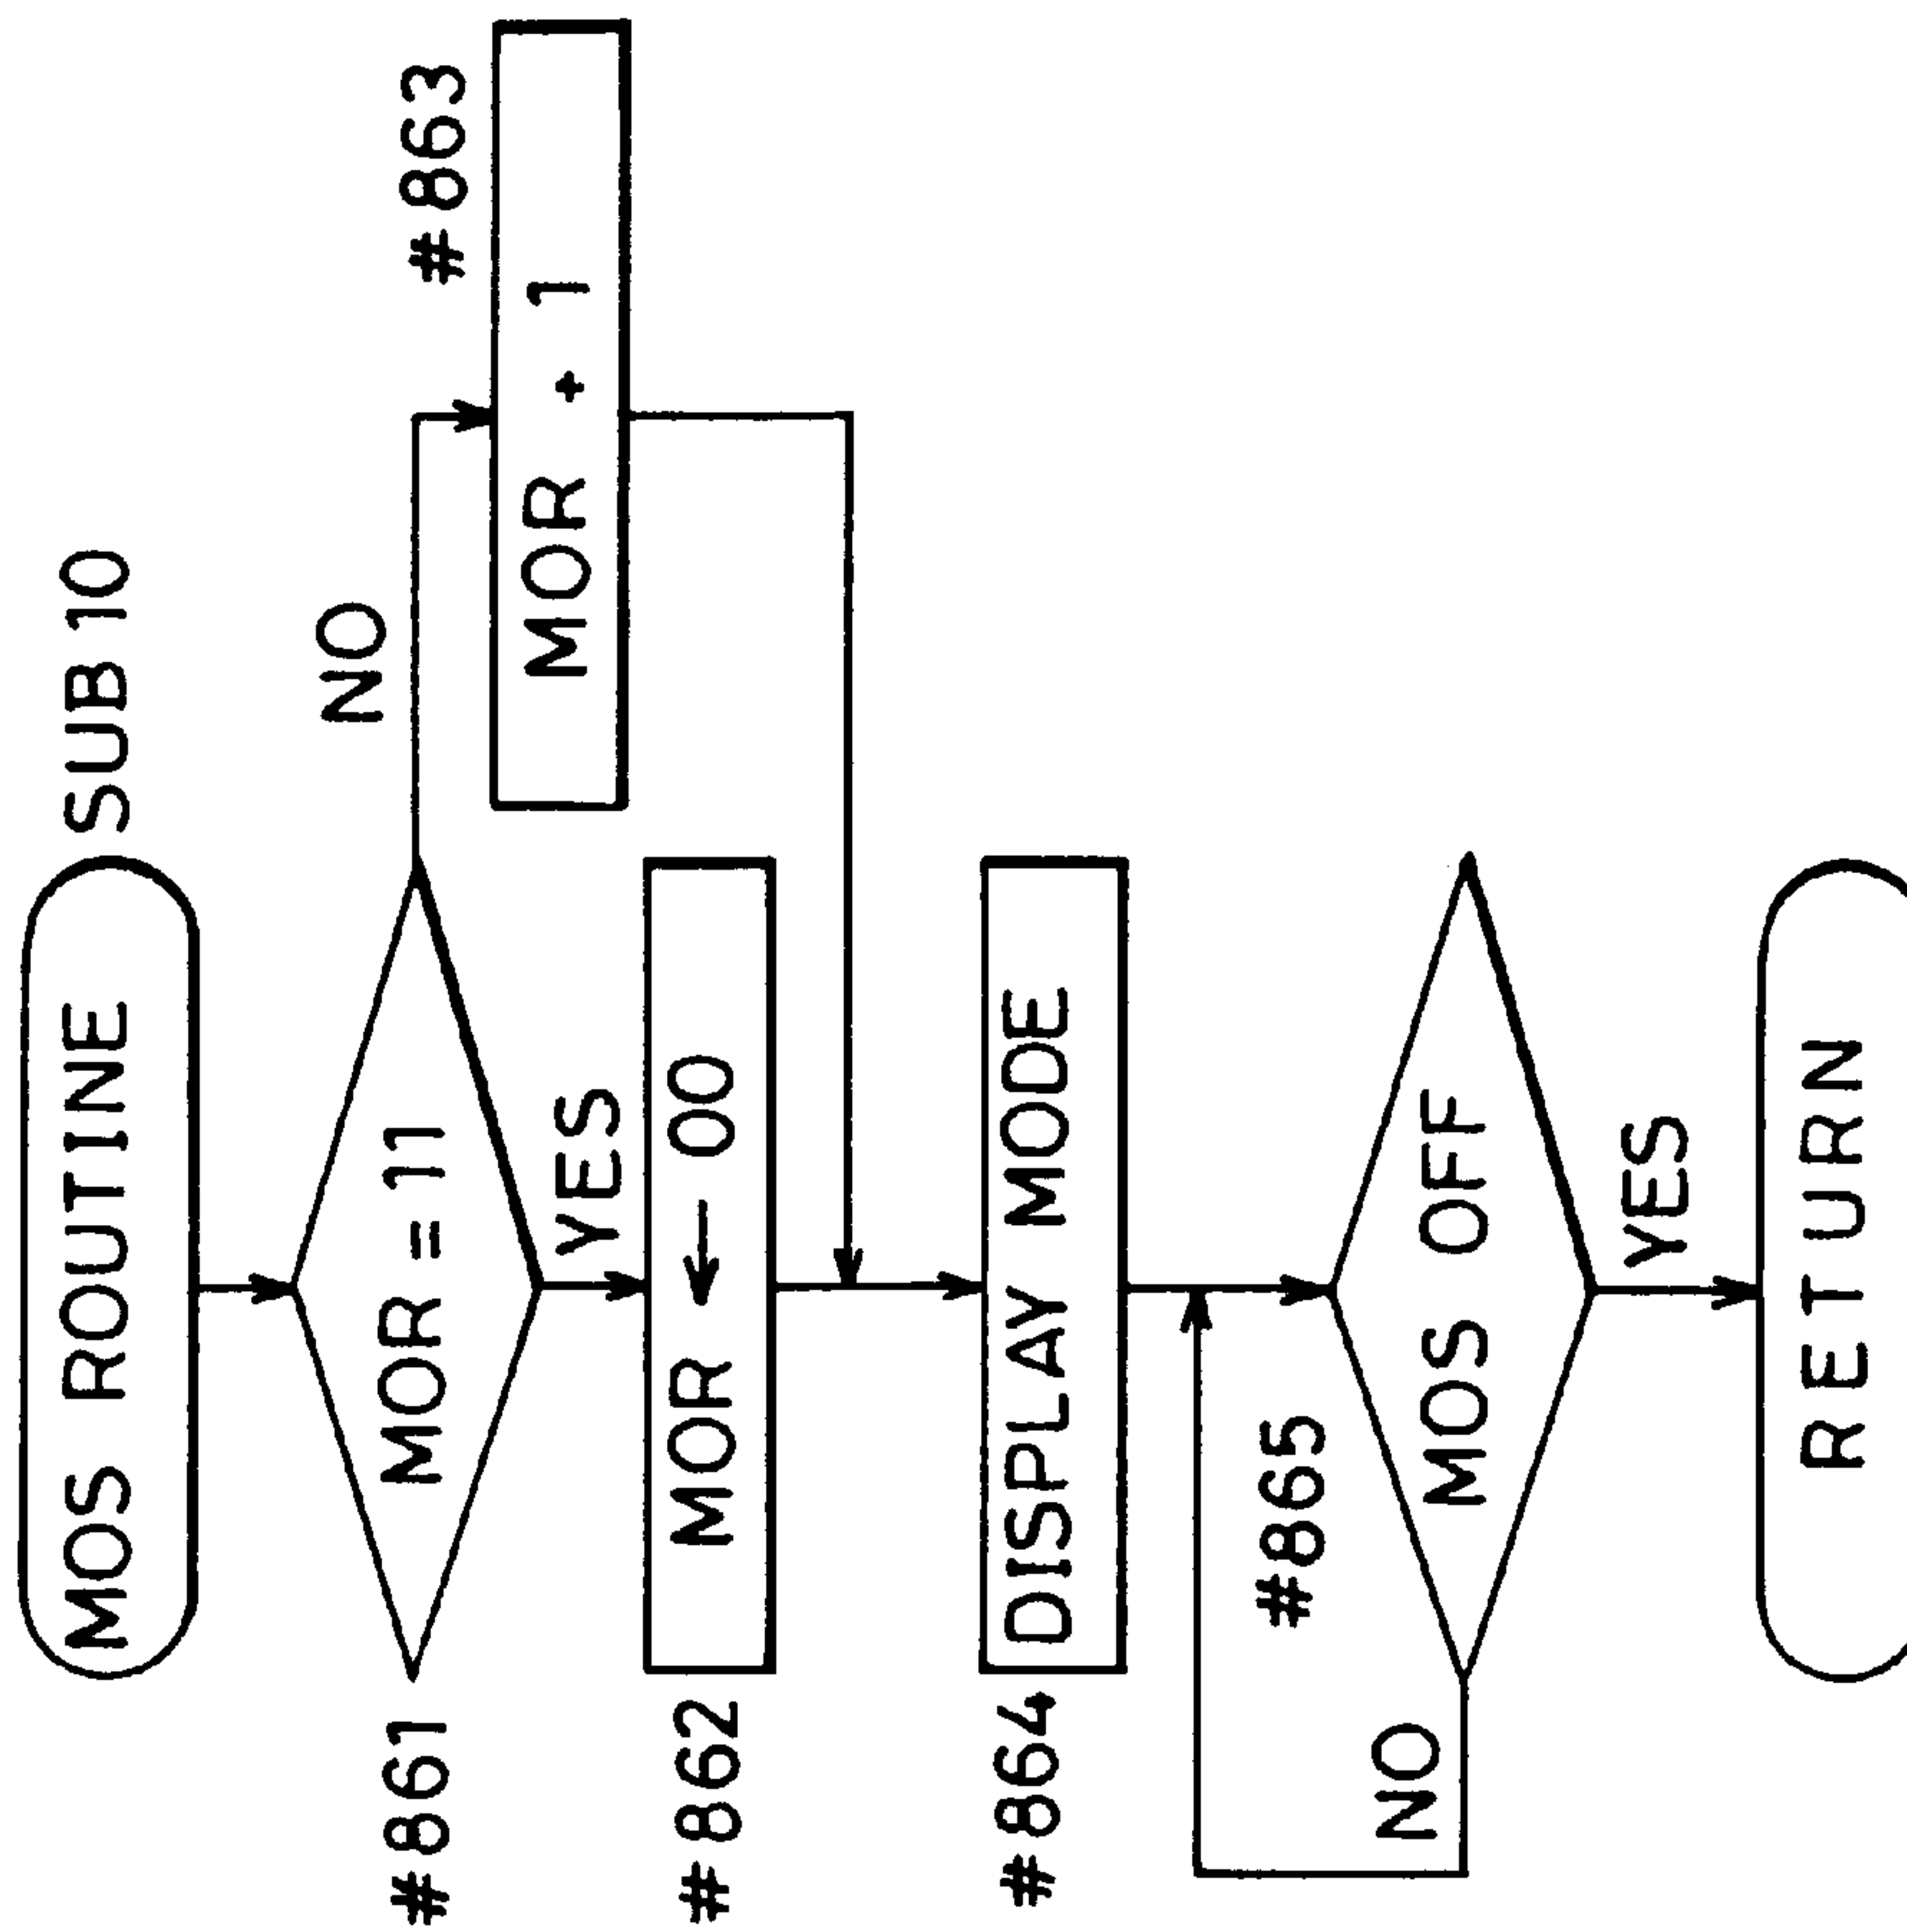 MOS ROUTINE SUB 10
#861 MOR = 11 NO
YES
#863
MOR + 1
#862 MOR ← 00
#864 DISPLAY MODE
#865
NO MOS OFF
YES
RETURN